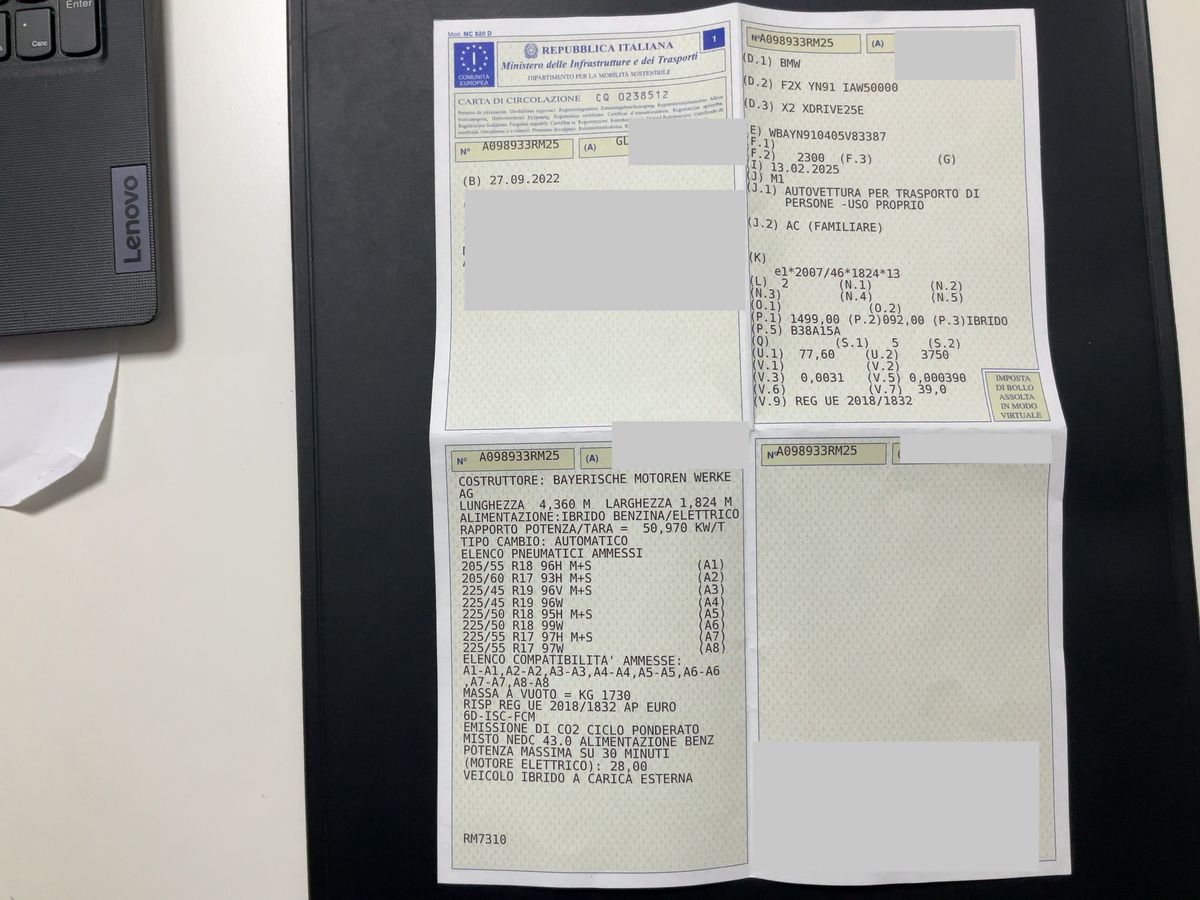 Enter
Canc
Lenovo
Mod. MC 820 D
REPUBBLICA ITALIANA
Ministero delle Infrastrutture e dei Trasporti
DIPARTIMENTO PER LA MOBILITÀ SOSTENIBILE
1
I
COMUNITÀ
EUROPEA
CARTA DI CIRCOLAZIONE CQ 0238512
N° A098933RM25 (A) GL
(B) 27.09.2022
N° A098933RM25 (A)
(D.1) BMW
(D.2) F2X YN91 IAW50000
(D.3) X2 XDRIVE25E
(E) WBAYN910405V83387
(F.1)
(F.2) 2300 (F.3) (G)
(I) 13.02.2025
(J) M1
(J.1) AUTOVETTURA PER TRASPORTO DI
PERSONE -USO PROPRIO
(J.2) AC (FAMILIARE)
(K)
e1*2007/46*1824*13
(L) 2 (N.1) (N.2)
(N.3) (N.4) (N.5)
(O.1) (O.2)
(P.1) 1499,00 (P.2)092,00 (P.3)IBRIDO
(P.5) B38A15A
(Q) (S.1) 5 (S.2)
(U.1) 77,60 (U.2) 3750
(V.1) (V.2)
(V.3) 0,0031 (V.5) 0,000390
(V.6) (V.7) 39,0
(V.9) REG UE 2018/1832
IMPOSTA
DI BOLLO
ASSOLTA
IN MODO
VIRTUALE
N° A098933RM25 (A)
COSTRUTTORE: BAYERISCHE MOTOREN WERKE
AG
LUNGHEZZA 4,360 M LARGHEZZA 1,824 M
ALIMENTAZIONE:IBRIDO BENZINA/ELETTRICO
RAPPORTO POTENZA/TARA = 50,970 KW/T
TIPO CAMBIO: AUTOMATICO
ELENCO PNEUMATICI AMMESSI
205/55 R18 96H M+S (A1)
205/60 R17 93H M+S (A2)
225/45 R19 96V M+S (A3)
225/45 R19 96W (A4)
225/50 R18 95H M+S (A5)
225/50 R18 99W (A6)
225/55 R17 97H M+S (A7)
225/55 R17 97W (A8)
ELENCO COMPATIBILITA' AMMESSE:
A1-A1,A2-A2,A3-A3,A4-A4,A5-A5,A6-A6
,A7-A7,A8-A8
MASSA A VUOTO = KG 1730
RISP REG UE 2018/1832 AP EURO
6D-ISC-FCM
EMISSIONE DI CO2 CICLO PONDERATO
MISTO NEDC 43.0 ALIMENTAZIONE BENZ
POTENZA MASSIMA SU 30 MINUTI
(MOTORE ELETTRICO): 28,00
VEICOLO IBRIDO A CARICA ESTERNA
RM7310
N° A098933RM25